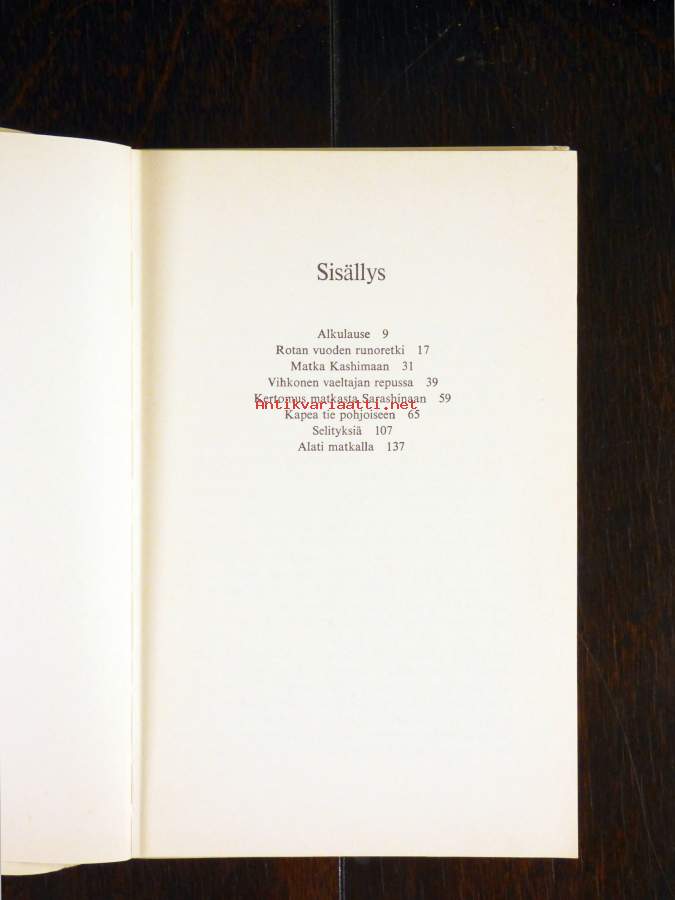 Sisällys
Alkulause 9
Rotan vuoden runoretki 17
Matka Kashimaan 31
Vihkonen vaeltajan repussa 39
Kertomus matkasta Sarashinaan 59
Antikvariaatti.net
Kapea tie pohjoiseen 65
Selityksiä 107
Alati matkalla 137